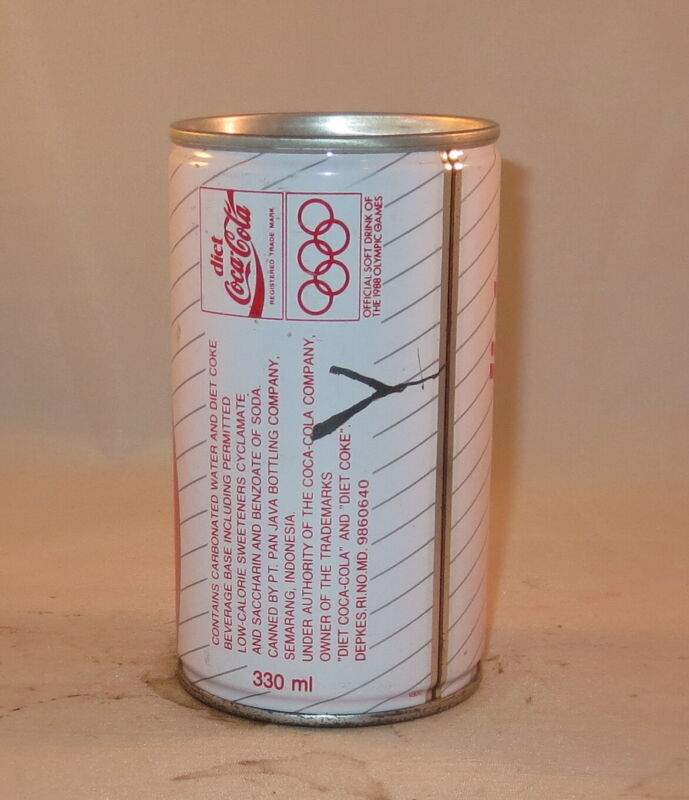 diet
Coca-Cola
REGISTERED TRADE MARK
OFFICIAL SOFT DRINK OF
THE 1988 OLYMPIC GAMES
CONTAINS CARBONATED WATER AND DIET COKE
BEVERAGE BASE INCLUDING PERMITTED
LOW-CALORIE SWEETENERS CYCLAMATE
AND SACCHARIN AND BENZOATE OF SODA.
CANNED BY PT. PAN JAVA BOTTLING COMPANY,
SEMARANG, INDONESIA.
UNDER AUTHORITY OF THE COCA-COLA COMPANY,
OWNER OF THE TRADEMARKS
"DIET COCA-COLA" AND "DIET COKE".
DEPKES.RI.NO.MD. 9860640
330 ml